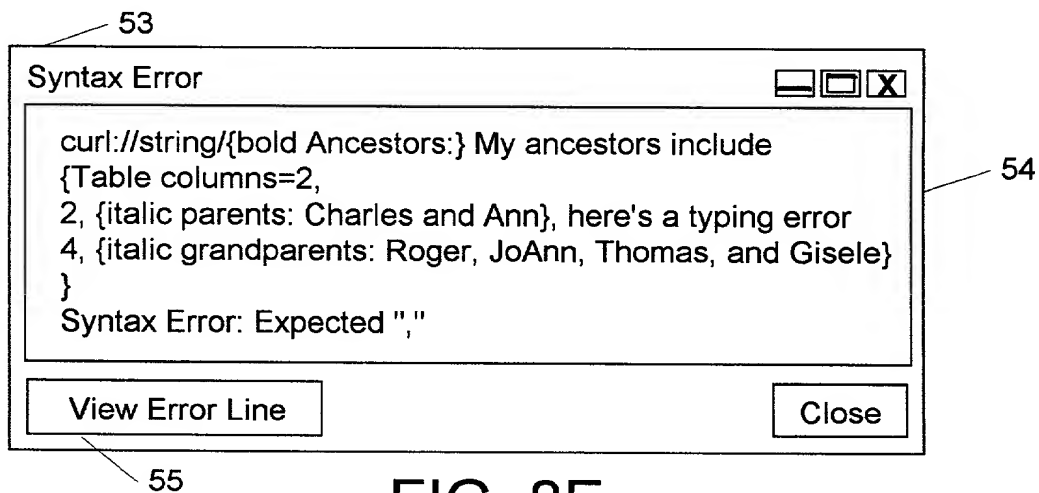 53
Syntax Error
X
curl://string/{bold Ancestors:} My ancestors include
{Table columns=2,
2, {italic parents: Charles and Ann}, here's a typing error
4, {italic grandparents: Roger, JoAnn, Thomas, and Gisele}
}
Syntax Error: Expected ","
54
View Error Line
Close
55